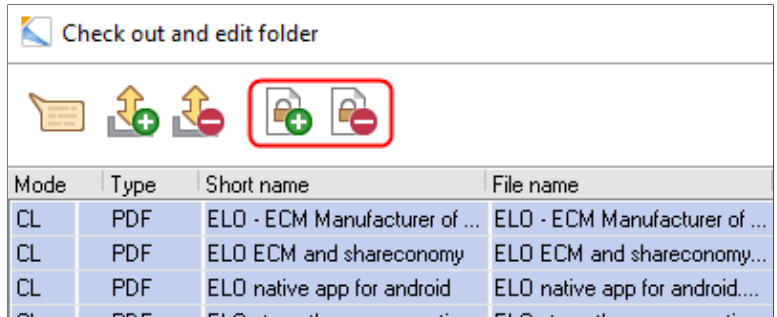 Check out and edit folder
Mode Type Short name File name
CL PDF ELO - ECM Manufacturer of ... ELO - ECM Manufacturer of ...
CL PDF ELO ECM and shareconomy ELO ECM and shareconomy...
CL PDF ELO native app for android ELO native app for android....